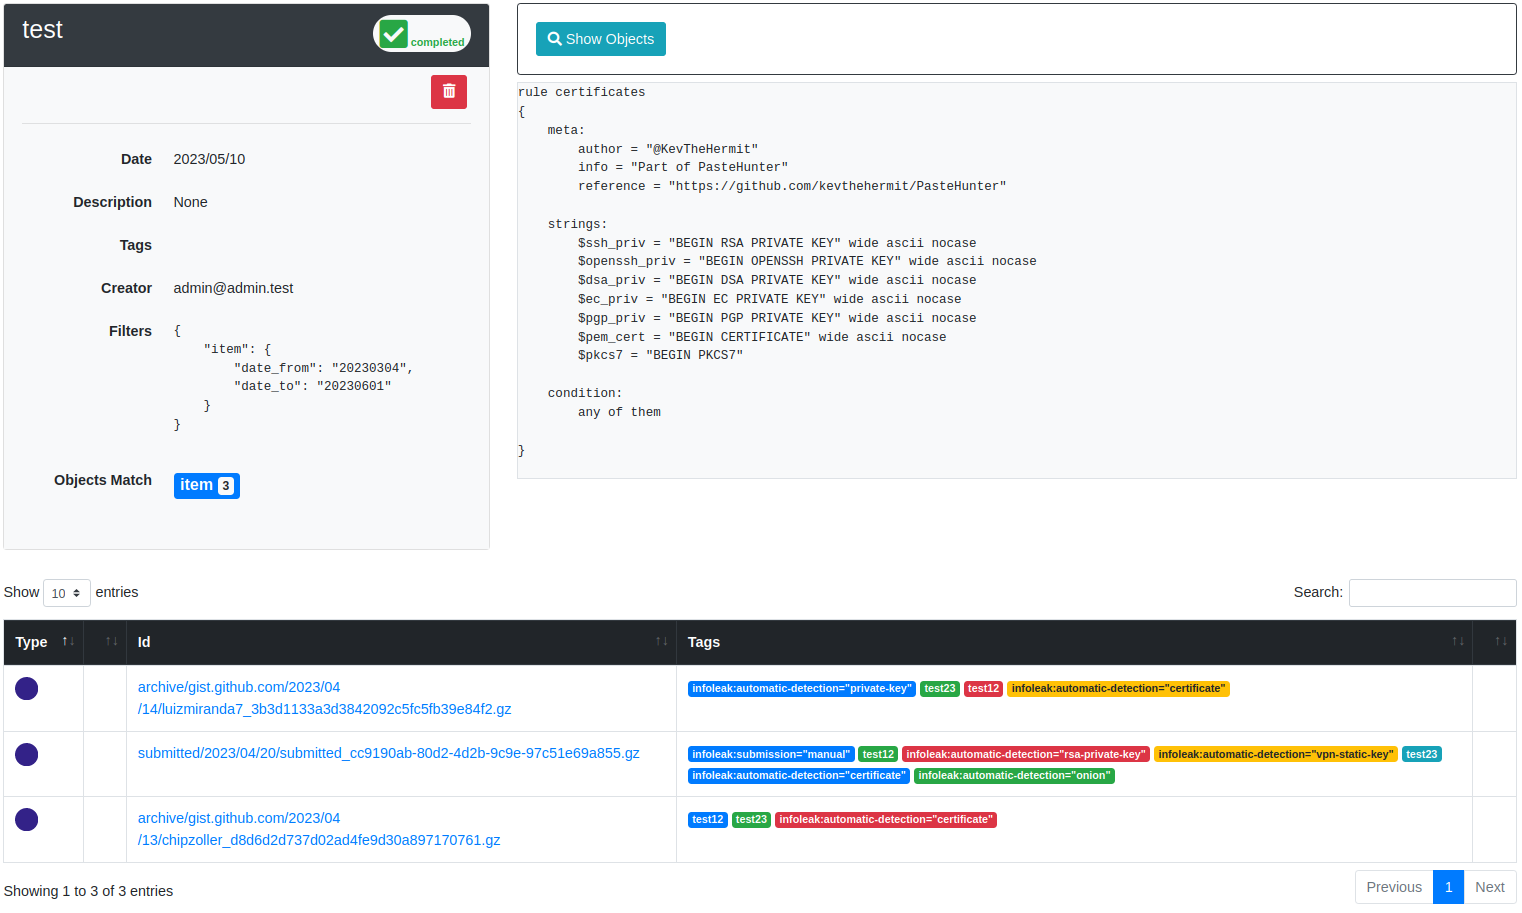 test
completed
Date 2023/05/10
Description None
Tags
Creator admin@admin.test
Filters {
"item": {
"date_from": "20230304",
"date_to": "20230601"
}
}
Objects Match item 3
Show Objects
rule certificates
{
meta:
author = "@KevTheHermit"
info = "Part of PasteHunter"
reference = "https://github.com/kevthehermit/PasteHunter"
strings:
$ssh_priv = "BEGIN RSA PRIVATE KEY" wide ascii nocase
$openssh_priv = "BEGIN OPENSSH PRIVATE KEY" wide ascii nocase
$dsa_priv = "BEGIN DSA PRIVATE KEY" wide ascii nocase
$ec_priv = "BEGIN EC PRIVATE KEY" wide ascii nocase
$pgp_priv = "BEGIN PGP PRIVATE KEY" wide ascii nocase
$pem_cert = "BEGIN CERTIFICATE" wide ascii nocase
$pkcs7 = "BEGIN PKCS7"
condition:
any of them
}
Show 10 entries
Search:
Type ↑↓ ↑↓ Id ↑↓ Tags ↑↓ ↑↓
archive/gist.github.com/2023/04
/14/luizmiranda7_3b3d1133a3d3842092c5fc5fb39e84f2.gz
infoleak:automatic-detection="private-key" test23 test12 infoleak:automatic-detection="certificate"
submitted/2023/04/20/submitted_cc9190ab-80d2-4d2b-9c9e-97c51e69a855.gz
infoleak:submission="manual" test12 infoleak:automatic-detection="rsa-private-key" infoleak:automatic-detection="vpn-static-key" test23
infoleak:automatic-detection="certificate" infoleak:automatic-detection="onion"
archive/gist.github.com/2023/04
/13/chipzoller_d8d6d2d737d02ad4fe9d30a897170761.gz
test12 test23 infoleak:automatic-detection="certificate"
Showing 1 to 3 of 3 entries
Previous 1 Next